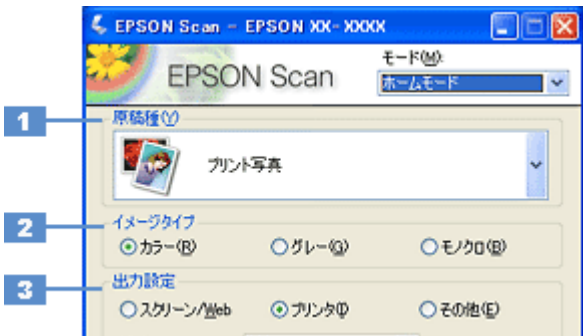 EPSON Scan - EPSON XX-XXXX
EPSON Scan
モード(M):
ホームモード
1
原稿種(Y)
プリント写真
2
イメージタイプ
カラー(R) グレー(G) モノクロ(B)
3
出力設定
スクリーン/Web プリンタ(I) その他(E)